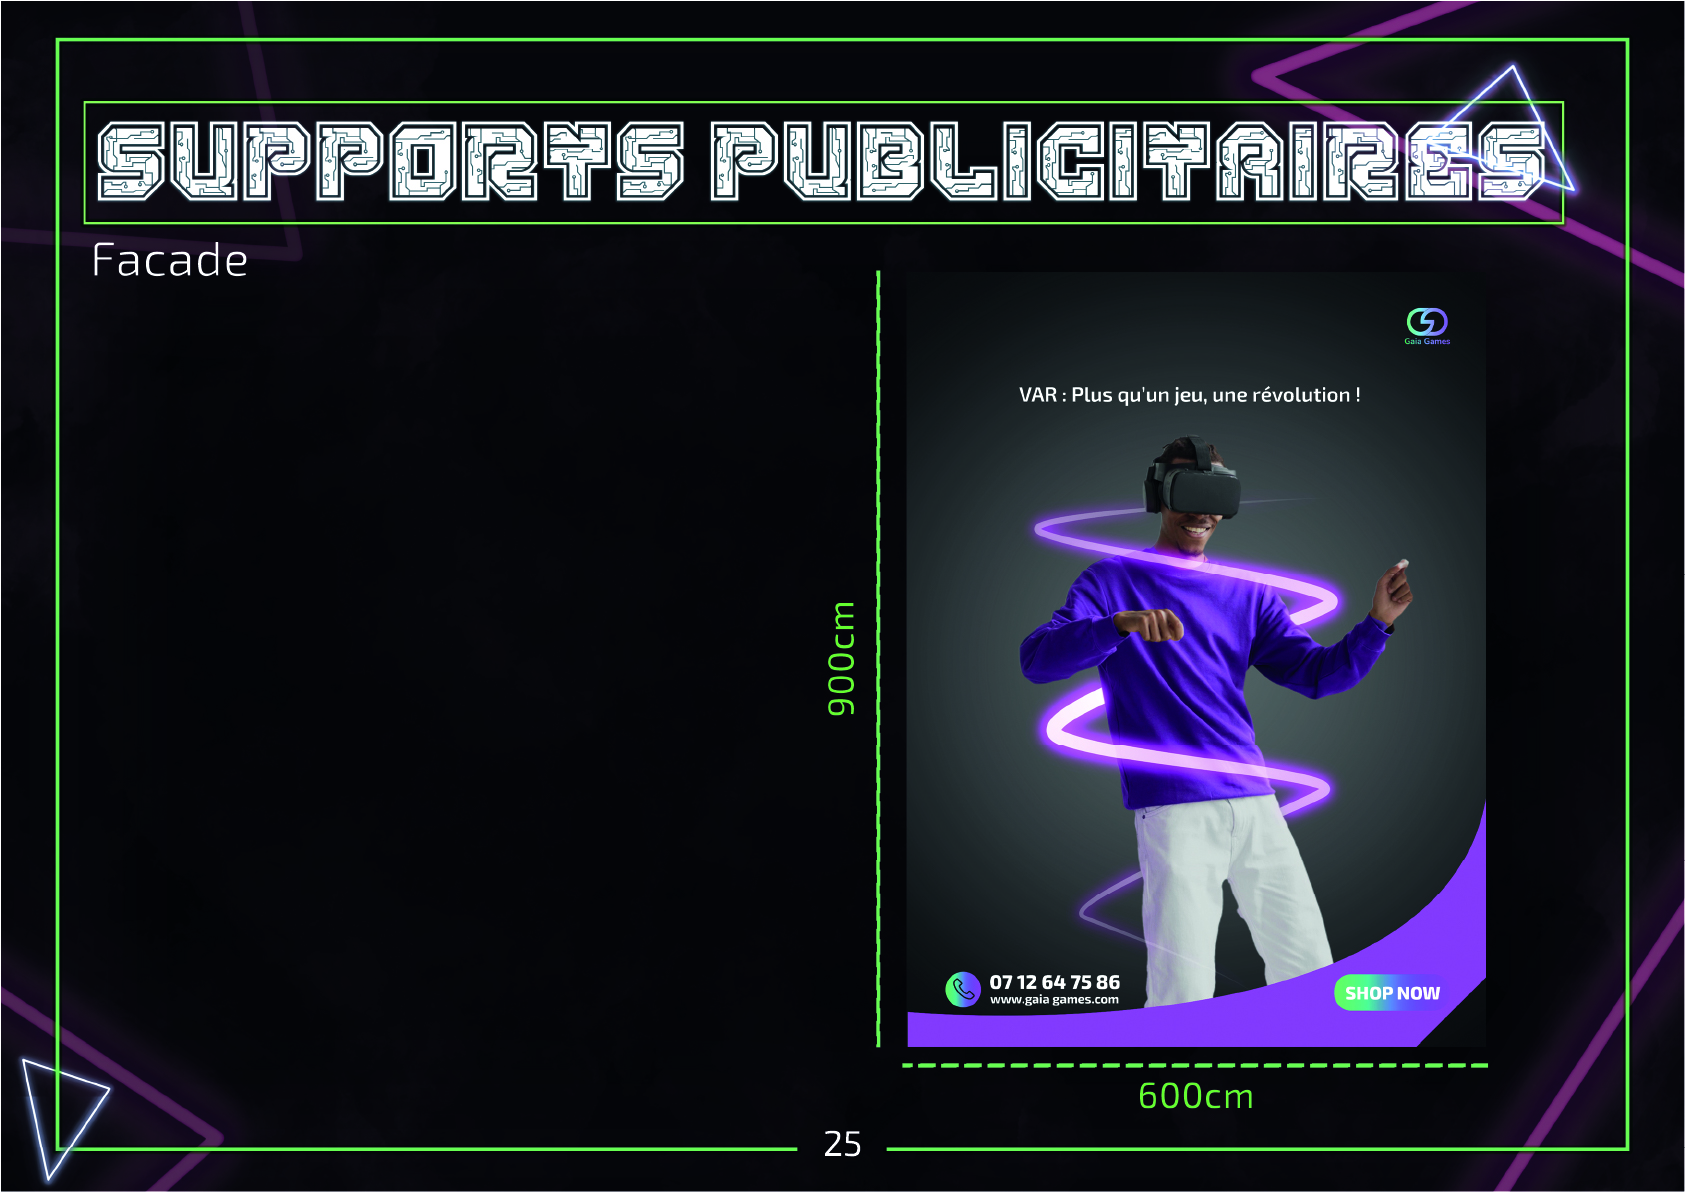 SUPPORTS PUBLICITAIRES
Facade
Gaia Games
VAR : Plus qu'un jeu, une révolution !
900cm
07 12 64 75 86
www.gaia games.com
SHOP NOW
600cm
25